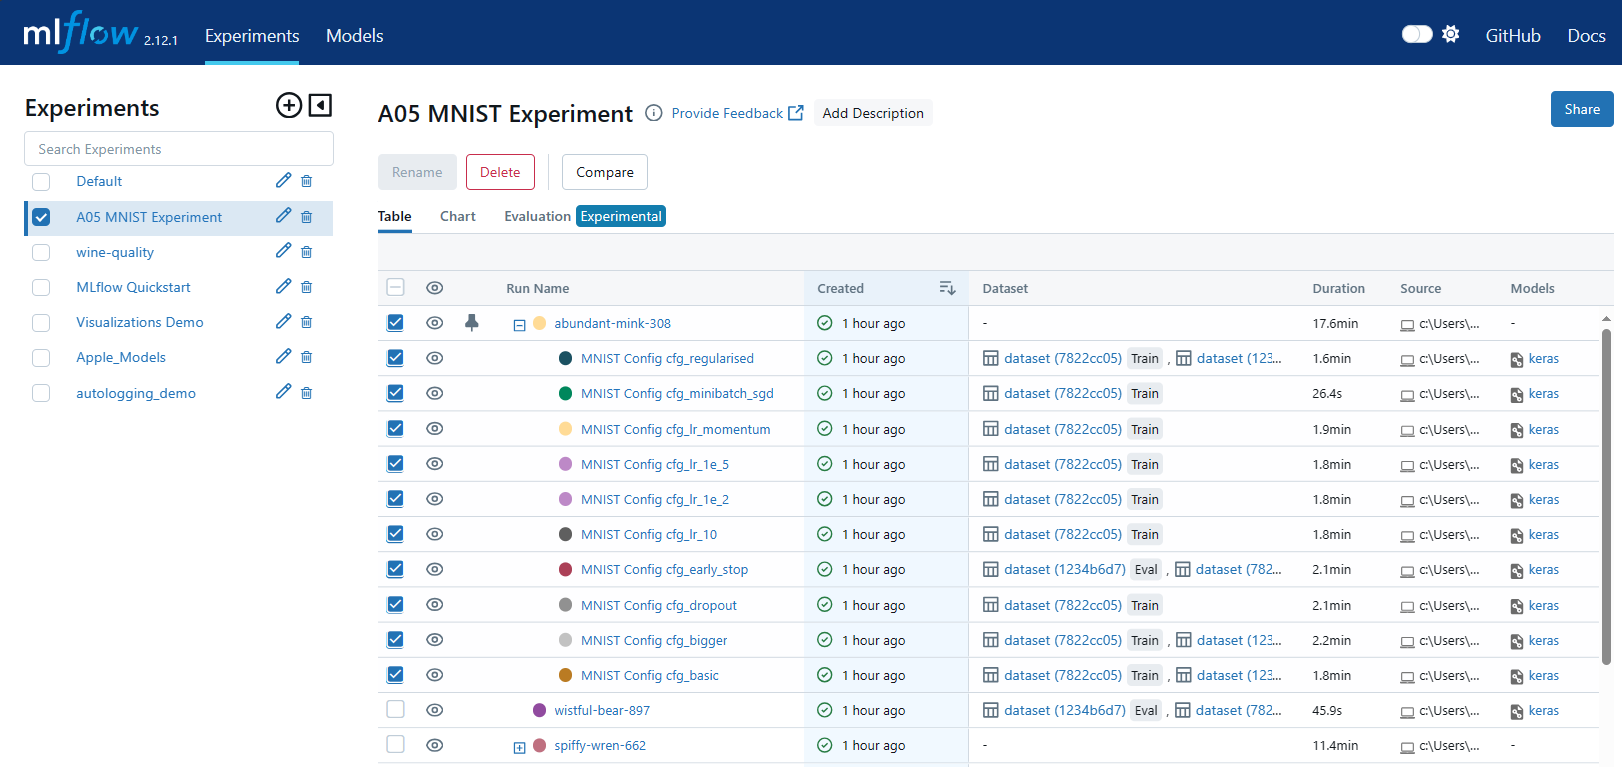 mlflow 2.12.1 Experiments Models GitHub Docs
Experiments
Search Experiments
Default
A05 MNIST Experiment
wine-quality
MLflow Quickstart
Visualizations Demo
Apple_Models
autologging_demo
A05 MNIST Experiment Provide Feedback Add Description Share
Rename Delete Compare
Table Chart Evaluation Experimental
Run Name Created Dataset Duration Source Models
abundant-mink-308 1 hour ago - 17.6min c:\Users\... -
MNIST Config cfg_regularised 1 hour ago dataset (7822cc05) Train , dataset (123... 1.6min c:\Users\... keras
MNIST Config cfg_minibatch_sgd 1 hour ago dataset (7822cc05) Train 26.4s c:\Users\... keras
MNIST Config cfg_lr_momentum 1 hour ago dataset (7822cc05) Train 1.9min c:\Users\... keras
MNIST Config cfg_lr_1e_5 1 hour ago dataset (7822cc05) Train 1.8min c:\Users\... keras
MNIST Config cfg_lr_1e_2 1 hour ago dataset (7822cc05) Train 1.8min c:\Users\... keras
MNIST Config cfg_lr_10 1 hour ago dataset (7822cc05) Train 1.8min c:\Users\... keras
MNIST Config cfg_early_stop 1 hour ago dataset (1234b6d7) Eval , dataset (782... 2.1min c:\Users\... keras
MNIST Config cfg_dropout 1 hour ago dataset (7822cc05) Train 2.1min c:\Users\... keras
MNIST Config cfg_bigger 1 hour ago dataset (7822cc05) Train , dataset (123... 2.2min c:\Users\... keras
MNIST Config cfg_basic 1 hour ago dataset (7822cc05) Train , dataset (123... 1.8min c:\Users\... keras
wistful-bear-897 1 hour ago dataset (1234b6d7) Eval , dataset (782... 45.9s c:\Users\... keras
spiffy-wren-662 1 hour ago - 11.4min c:\Users\... -